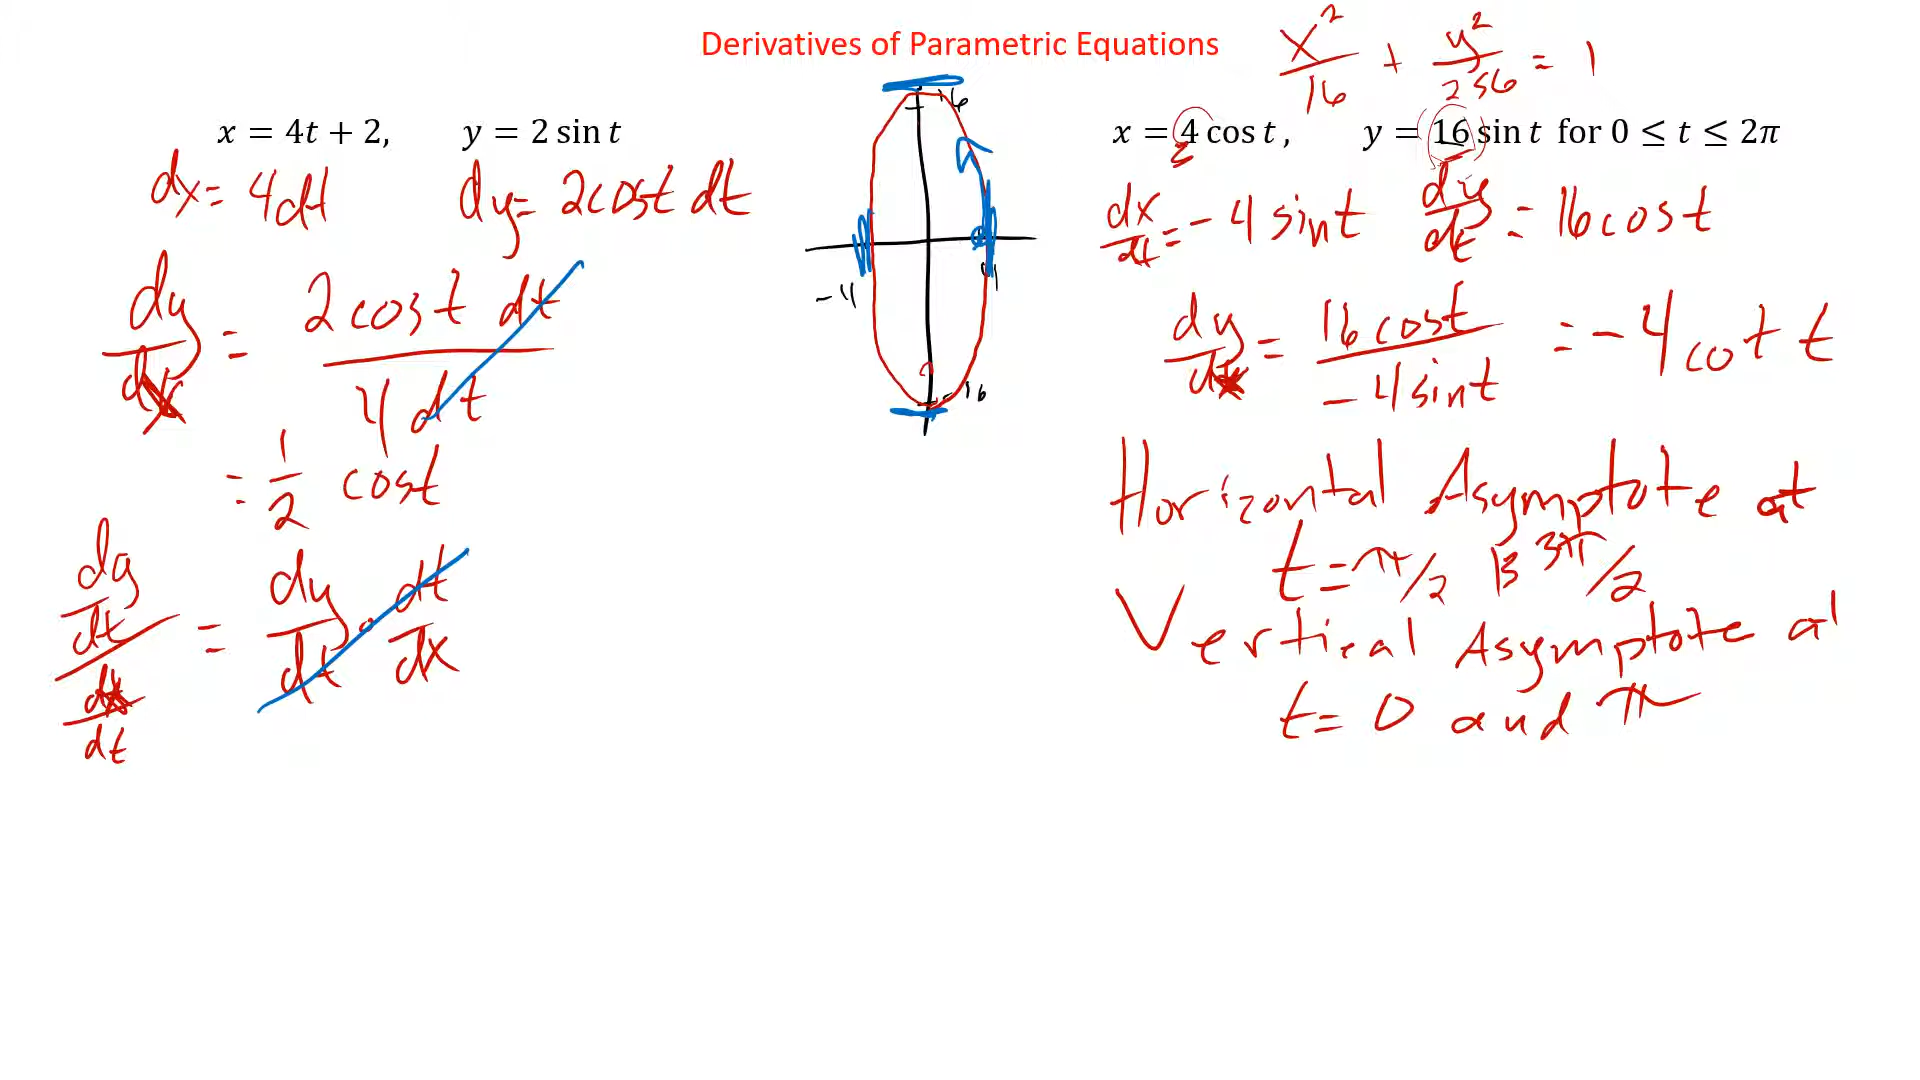 Derivatives of Parametric Equations
x²/16 + y²/256 = 1
x = 4t + 2, y = 2 sin t
dx = 4dt dy = 2cost dt
dy/dx = 2cost dt / 4dt
= 1/2 cost
dy/dt / dx/dt = dy/dt · dt/dx
16
-4 4
-16
x = 4 cos t, y = 16 sin t for 0 ≤ t ≤ 2π
dx/dt = -4 sint dy/dt = 16cost
dy/dx = 16cost / -4sint = -4cot t
Horizontal Asymptote at
t = π/2 3π/2
Vertical Asymptote at
t = 0 and π